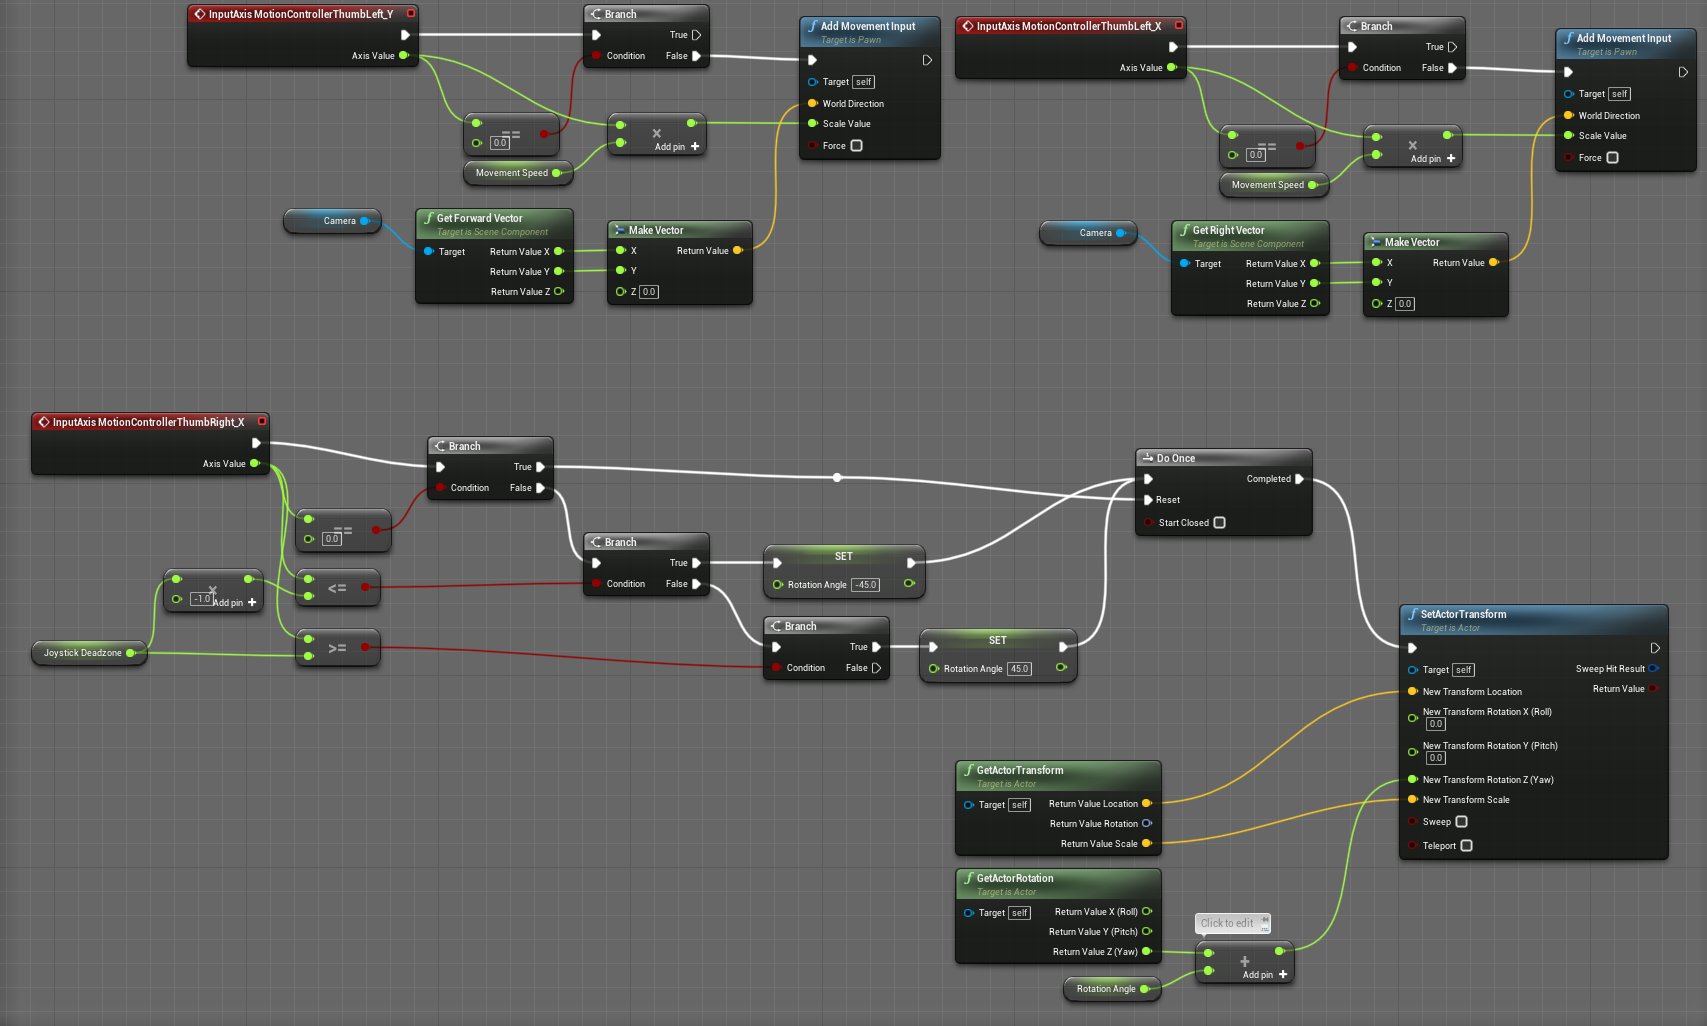 InputAxis MotionControllerThumbLeft_Y
Axis Value
Branch
True
Condition
False
Add Movement Input
Target is Pawn
Target self
World Direction
Scale Value
Force
==
0.0
×
Add pin +
Movement Speed
Camera
Get Forward Vector
Target is Scene Component
Target
Return Value X
Return Value Y
Return Value Z
Make Vector
X
Return Value
Y
Z 0.0
InputAxis MotionControllerThumbLeft_X
Axis Value
Branch
True
Condition
False
Add Movement Input
Target is Pawn
Target self
World Direction
Scale Value
Force
==
0.0
×
Add pin +
Movement Speed
Camera
Get Right Vector
Target is Scene Component
Target
Return Value X
Return Value Y
Return Value Z
Make Vector
X
Return Value
Y
Z 0.0
InputAxis MotionControllerThumbRight_X
Axis Value
Branch
True
Condition
False
==
0.0
×
-1.0
Add pin +
<=
>=
Joystick Deadzone
Branch
True
Condition
False
SET
Rotation Angle -45.0
Branch
True
Condition
False
SET
Rotation Angle 45.0
Do Once
Completed
Reset
Start Closed
SetActorTransform
Target is Actor
Target self
Sweep Hit Result
New Transform Location
Return Value
New Transform Rotation X (Roll)
0.0
New Transform Rotation Y (Pitch)
0.0
New Transform Rotation Z (Yaw)
New Transform Scale
Sweep
Teleport
GetActorTransform
Target is Actor
Target self
Return Value Location
Return Value Rotation
Return Value Scale
GetActorRotation
Target is Actor
Target self
Return Value X (Roll)
Return Value Y (Pitch)
Return Value Z (Yaw)
Click to edit
+
Add pin +
Rotation Angle